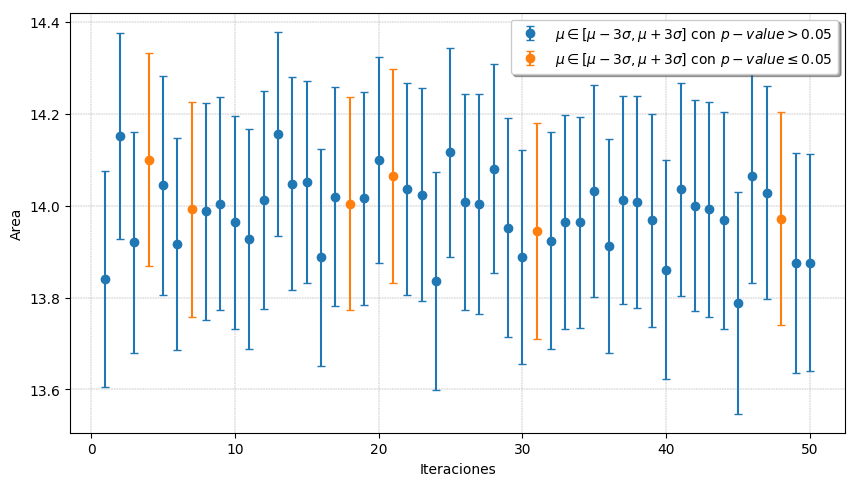 14.4
14.2
14.0
13.8
13.6
Area
μ ∈ [μ − 3σ, μ + 3σ] con p − value > 0.05
μ ∈ [μ − 3σ, μ + 3σ] con p − value ≤ 0.05
0 10 20 30 40 50
Iteraciones